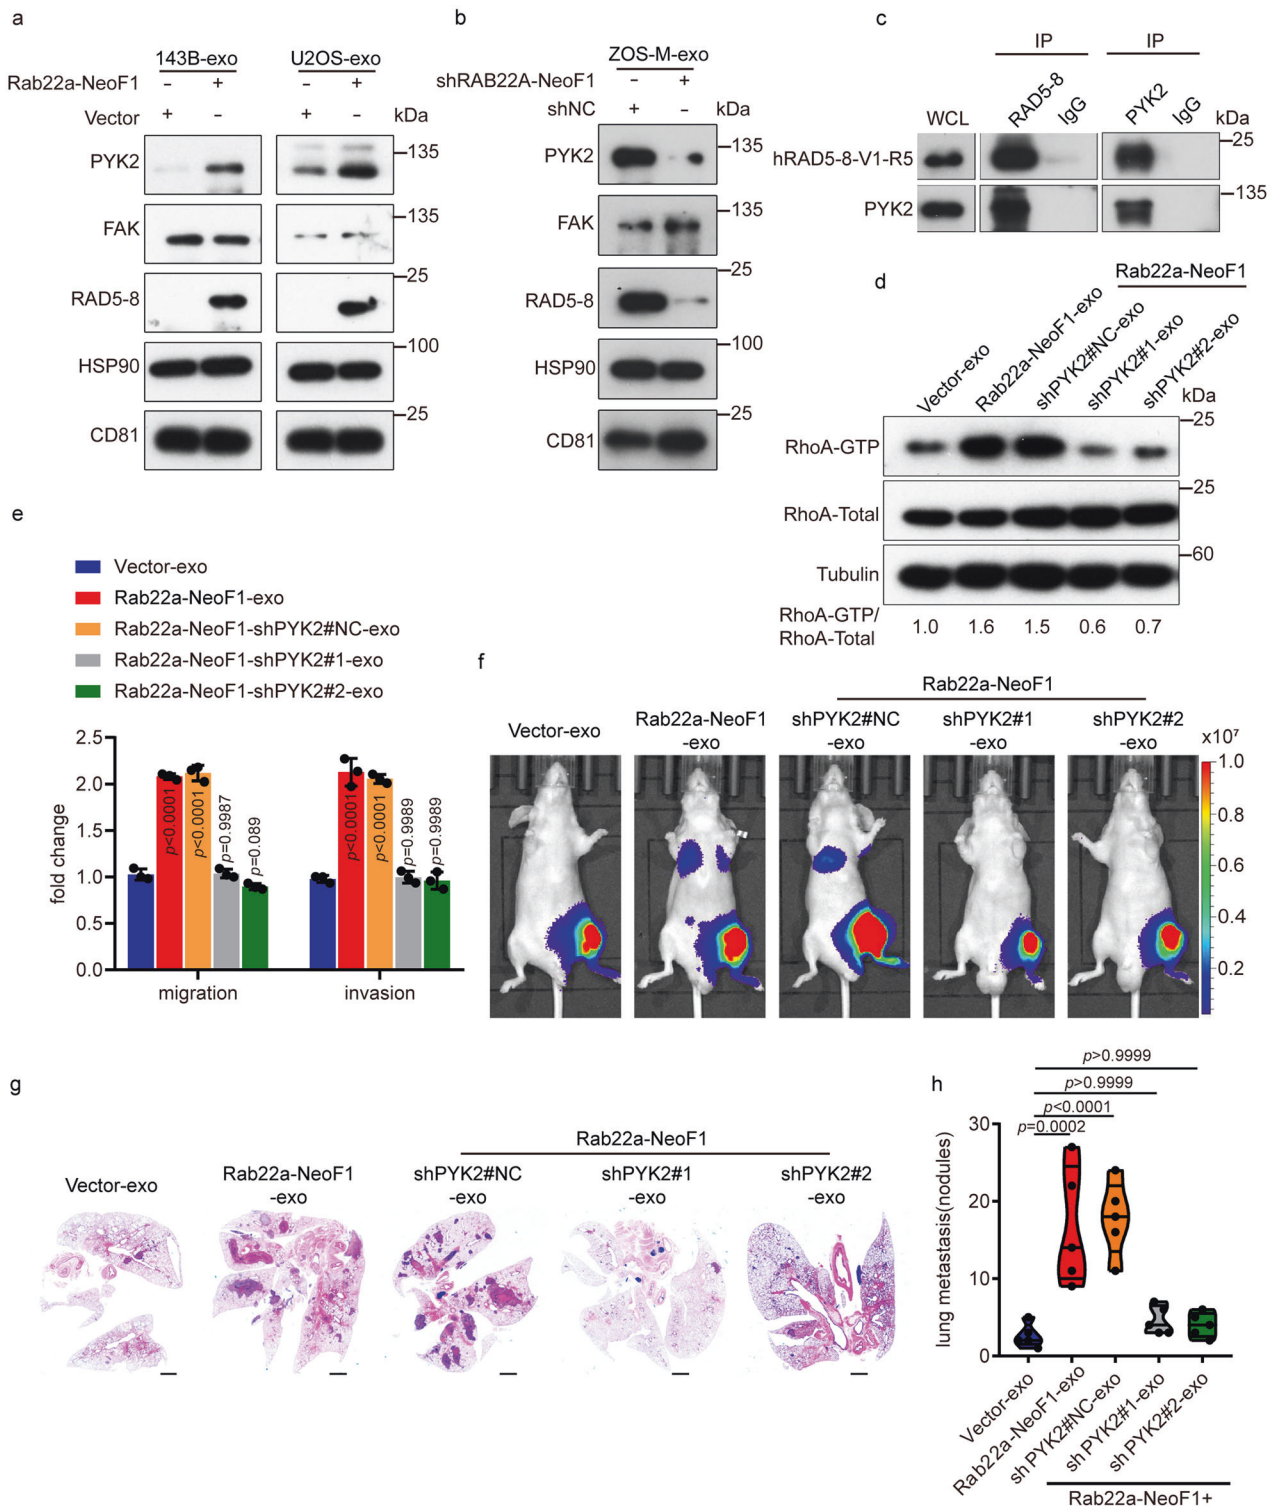 a
143B-exo U2OS-exo
Rab22a-NeoF1 – + – +
Vector + – + – kDa
PYK2 135
FAK 135
RAD5-8 25
HSP90 100
CD81 25
b
ZOS-M-exo
shRAB22A-NeoF1 – +
shNC + – kDa
PYK2 135
FAK 135
RAD5-8 25
HSP90 100
CD81 25
c
IP IP
WCL RAD5-8 IgG PYK2 IgG kDa
hRAD5-8-V1-R5 25
PYK2 135
d
Rab22a-NeoF1
Vector-exo Rab22a-NeoF1-exo shPYK2#NC-exo shPYK2#1-exo shPYK2#2-exo
kDa
RhoA-GTP 25
RhoA-Total 25
Tubulin 60
RhoA-GTP/
RhoA-Total 1.0 1.6 1.5 0.6 0.7
e
Vector-exo
Rab22a-NeoF1-exo
Rab22a-NeoF1-shPYK2#NC-exo
Rab22a-NeoF1-shPYK2#1-exo
Rab22a-NeoF1-shPYK2#2-exo
fold change
2.5
2.0
1.5
1.0
0.5
0.0
p<0.0001 p<0.0001 p=0.9987 p=0.089
p<0.0001 p<0.0001 p=0.9989 p=0.9989
migration invasion
f
Rab22a-NeoF1
Vector-exo Rab22a-NeoF1 shPYK2#NC shPYK2#1 shPYK2#2
-exo -exo -exo -exo
x10⁷
1.0
0.8
0.6
0.4
0.2
g
Rab22a-NeoF1
Vector-exo Rab22a-NeoF1 shPYK2#NC shPYK2#1 shPYK2#2
-exo -exo -exo -exo
h
p>0.9999
p>0.9999
p<0.0001
p=0.0002
lung metastasis(nodules)
30
20
10
0
Vector-exo Rab22a-NeoF1-exo shPYK2#NC-exo shPYK2#1-exo shPYK2#2-exo
Rab22a-NeoF1+